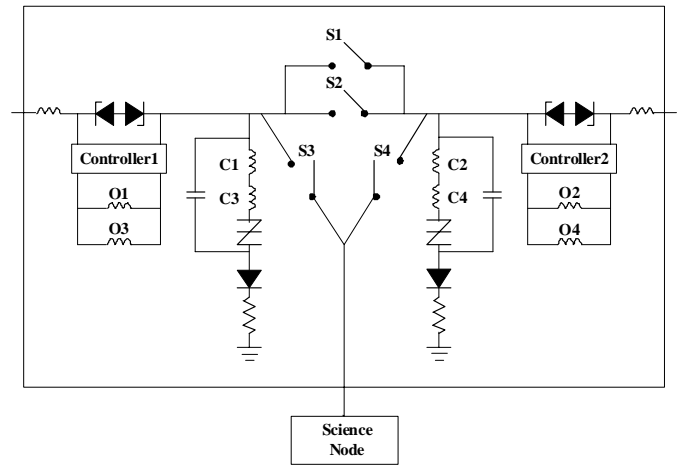 S1
S2
S3
S4
Controller1
C1
C2
Controller2
O1
C3
C4
O2
O3
O4
Science
Node